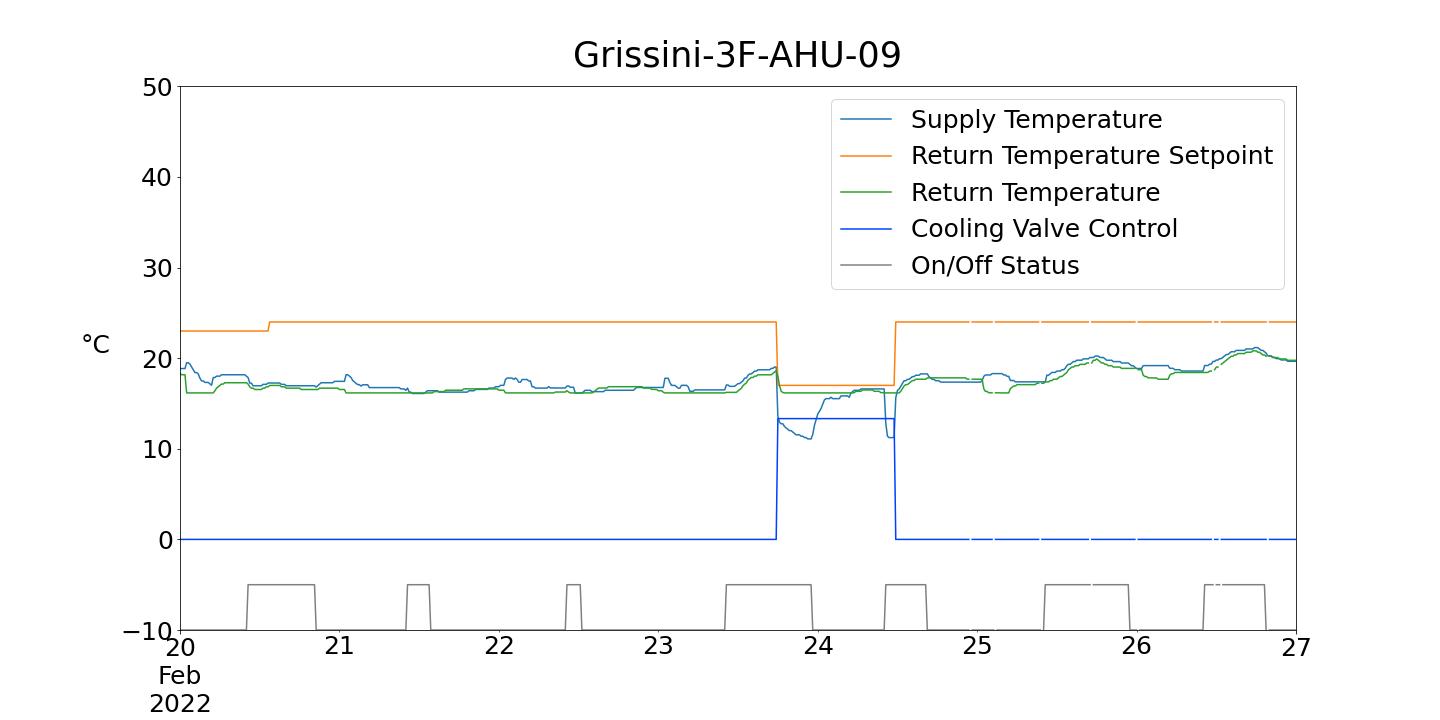 Grissini-3F-AHU-09
50
40
30
20
10
0
−10
°C
Supply Temperature
Return Temperature Setpoint
Return Temperature
Cooling Valve Control
On/Off Status
20 21 22 23 24 25 26 27
Feb
2022